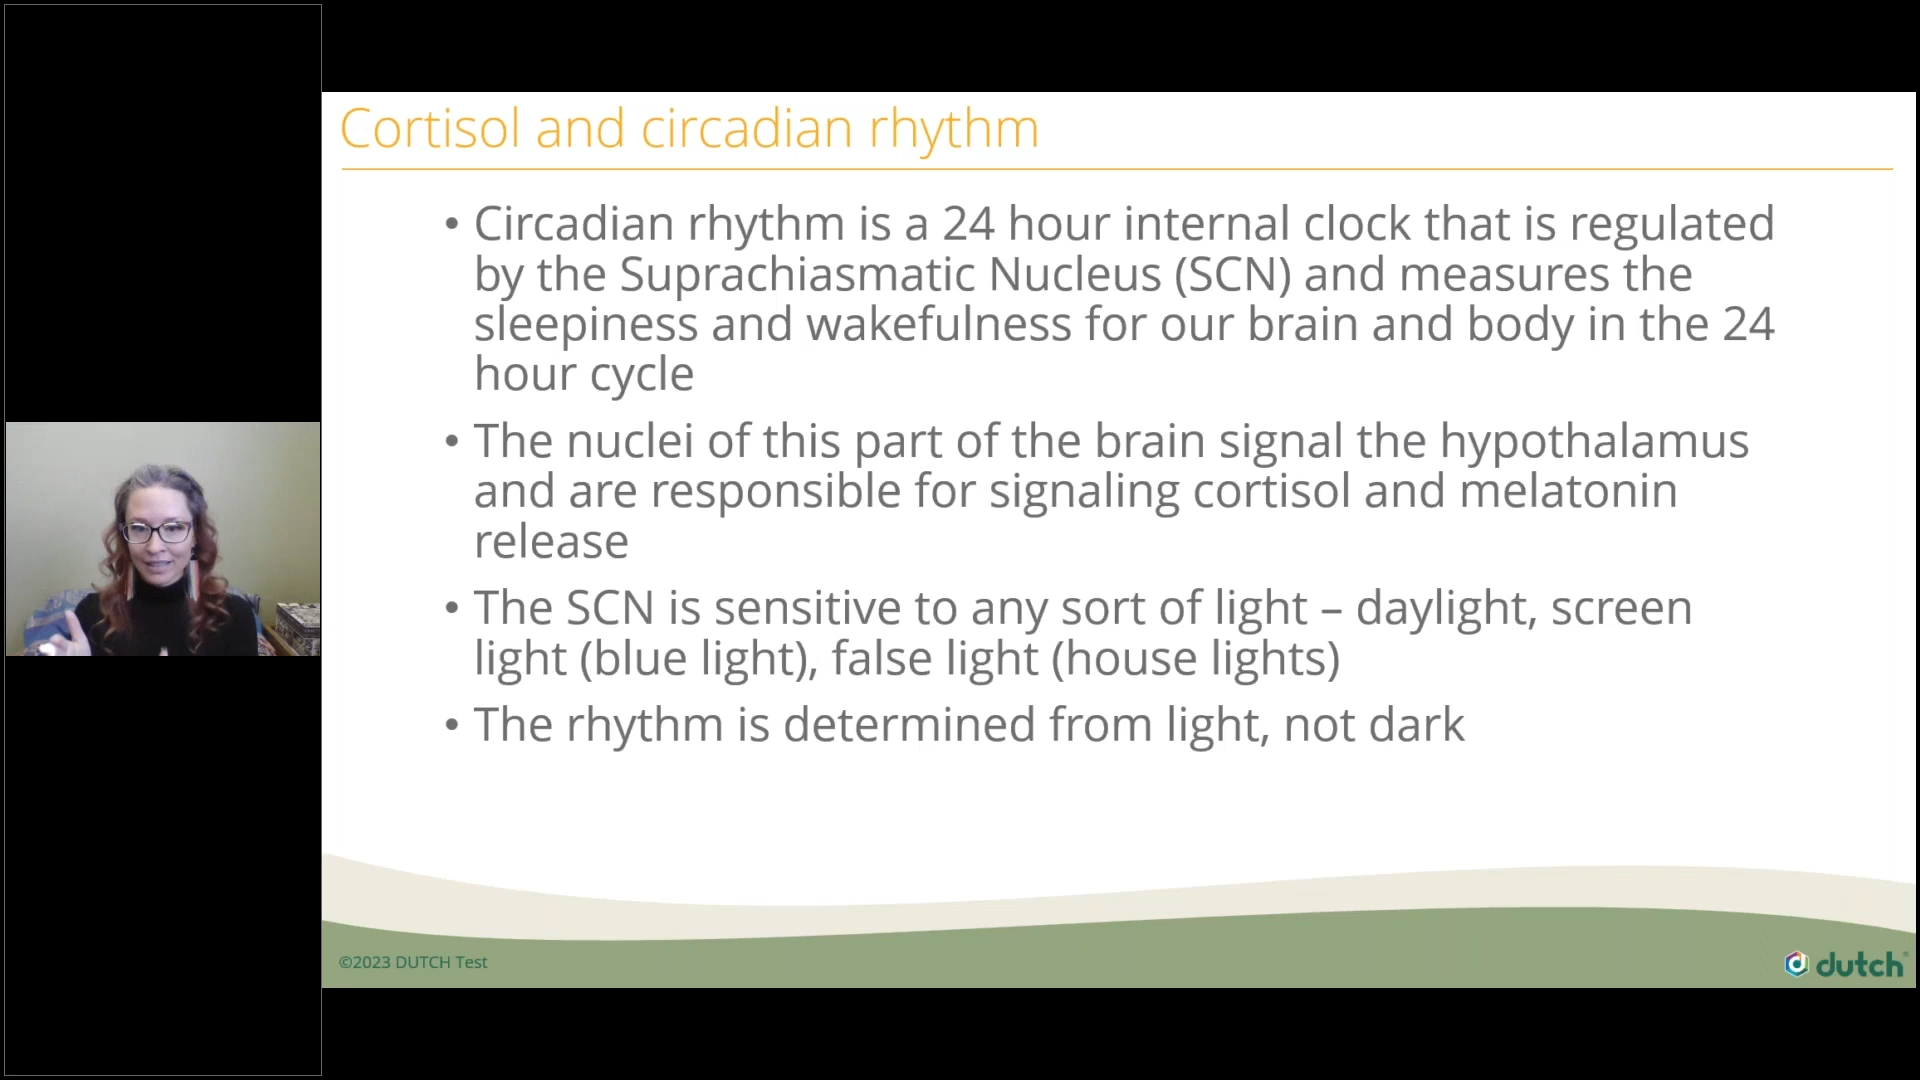 Cortisol and circadian rhythm
• Circadian rhythm is a 24 hour internal clock that is regulated
by the Suprachiasmatic Nucleus (SCN) and measures the
sleepiness and wakefulness for our brain and body in the 24
hour cycle
• The nuclei of this part of the brain signal the hypothalamus
and are responsible for signaling cortisol and melatonin
release
• The SCN is sensitive to any sort of light – daylight, screen
light (blue light), false light (house lights)
• The rhythm is determined from light, not dark
©2023 DUTCH Test
dutch